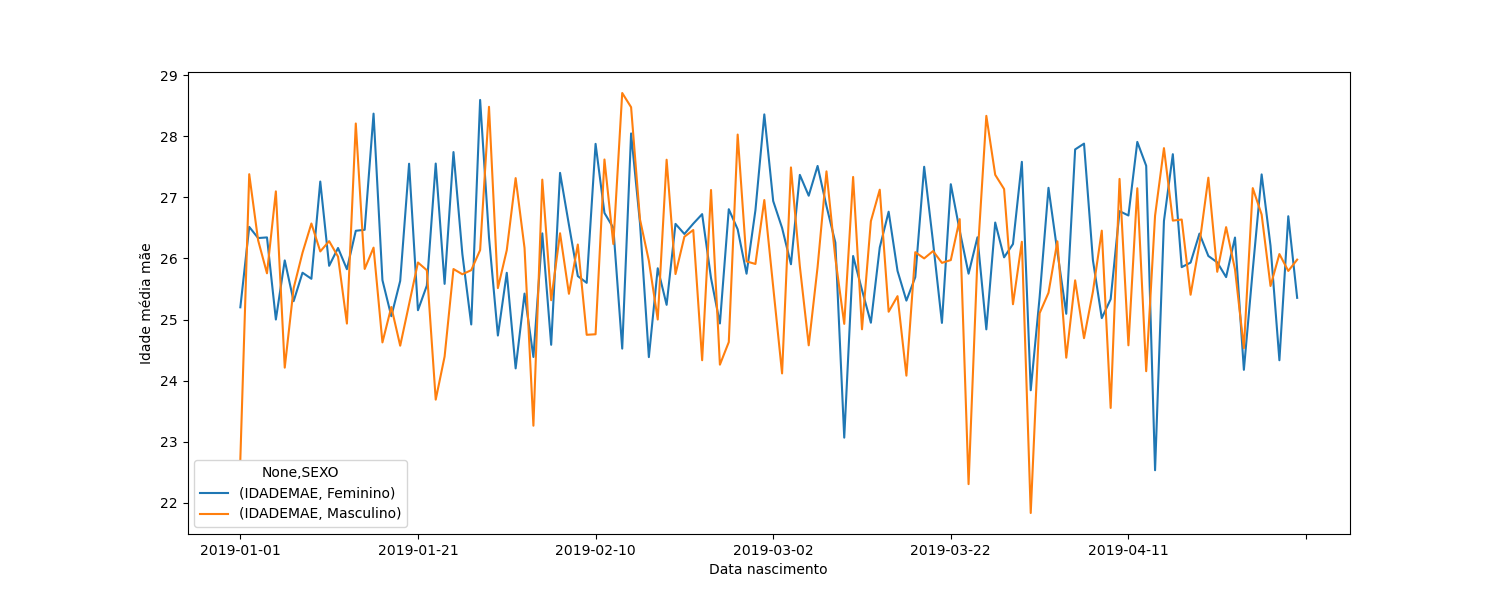 29
28
27
26
25
24
23
22
Idade média mãe
None,SEXO
(IDADEMAE, Feminino)
(IDADEMAE, Masculino)
2019-01-01 2019-01-21 2019-02-10 2019-03-02 2019-03-22 2019-04-11
Data nascimento